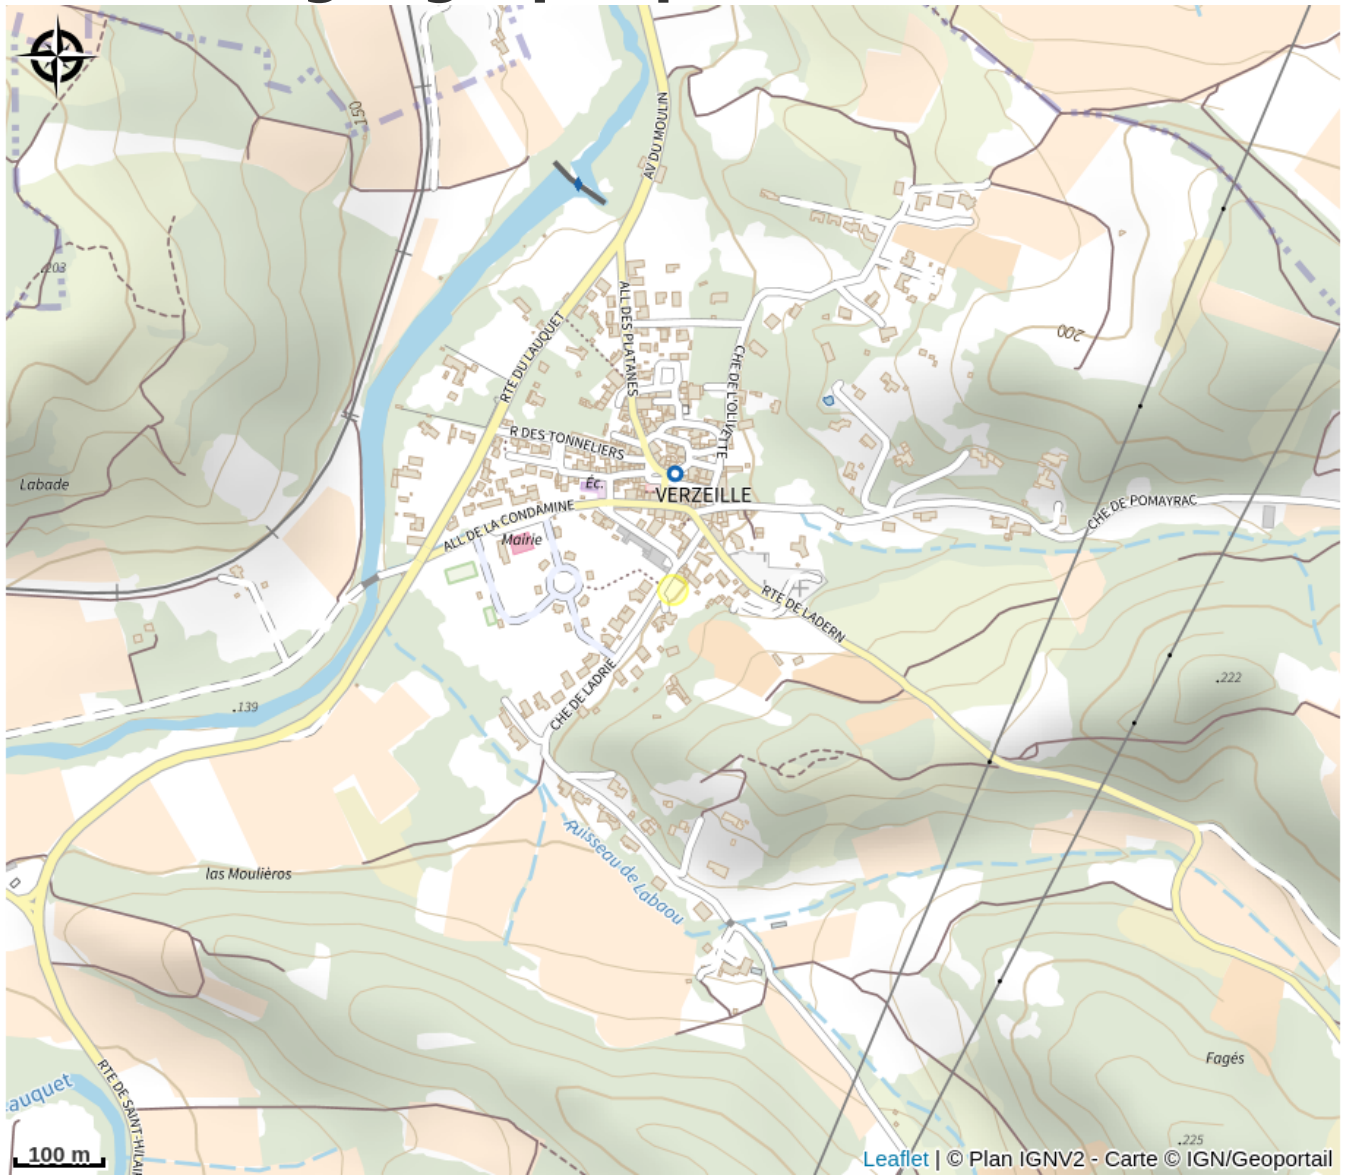 150
AV DU MOULIN
203
ALL DES PLATANES
200
RTE DU LAUQUET
CHE DE L'OLIVETTE
R DES TONNELIERS
Labade
Éc.
VERZEILLE
CHE DE POMAYRAC
ALL DE LA CONDAMINE
Mairie
RTE DE LADERN
222
CHE DE LADRIE
139
Ruisseau de Labaou
las Moulièros
Fagés
RTE DE SAINT-HILAI
auquet
225
100 m
Leaflet | © Plan IGNV2 - Carte © IGN/Geoportail